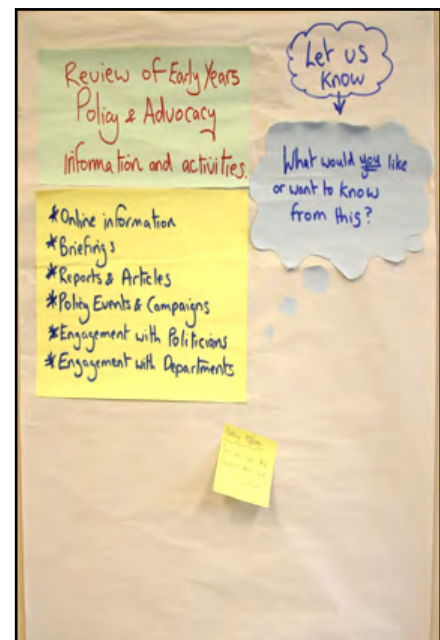 Review of Early Years
Policy & Advocacy
Information and activities.
*Online information
*Briefings
*Reports & Articles
*Policy Events & Campaigns
*Engagement with Politicians
*Engagement with Departments
Let us
know
What would you like
or want to know
from this?
Policy